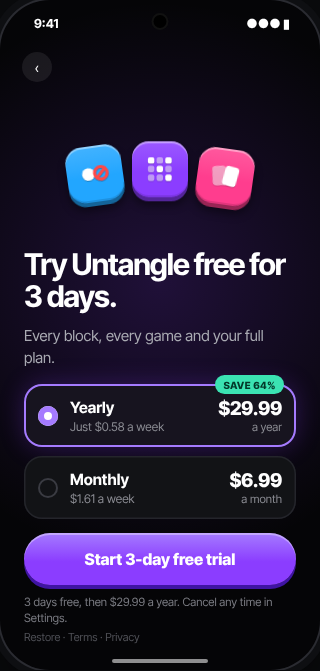 9:41
Try Untangle free for
3 days.
Every block, every game and your full
plan.
SAVE 64%
Yearly
$29.99
Just $0.58 a week
a year
Monthly
$6.99
$1.61 a week
a month
Start 3-day free trial
3 days free, then $29.99 a year. Cancel any time in
Settings.
Restore · Terms · Privacy